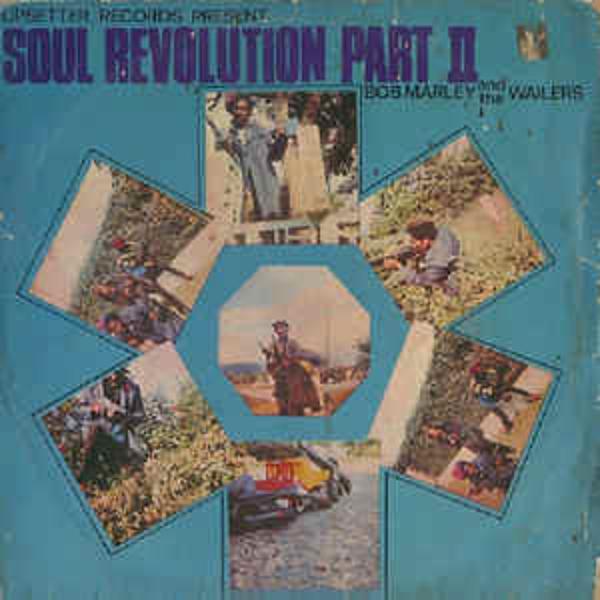 UPSETTER RECORDS PRESENT
SOUL REVOLUTION PART II
BOB MARLEY and the WAILERS